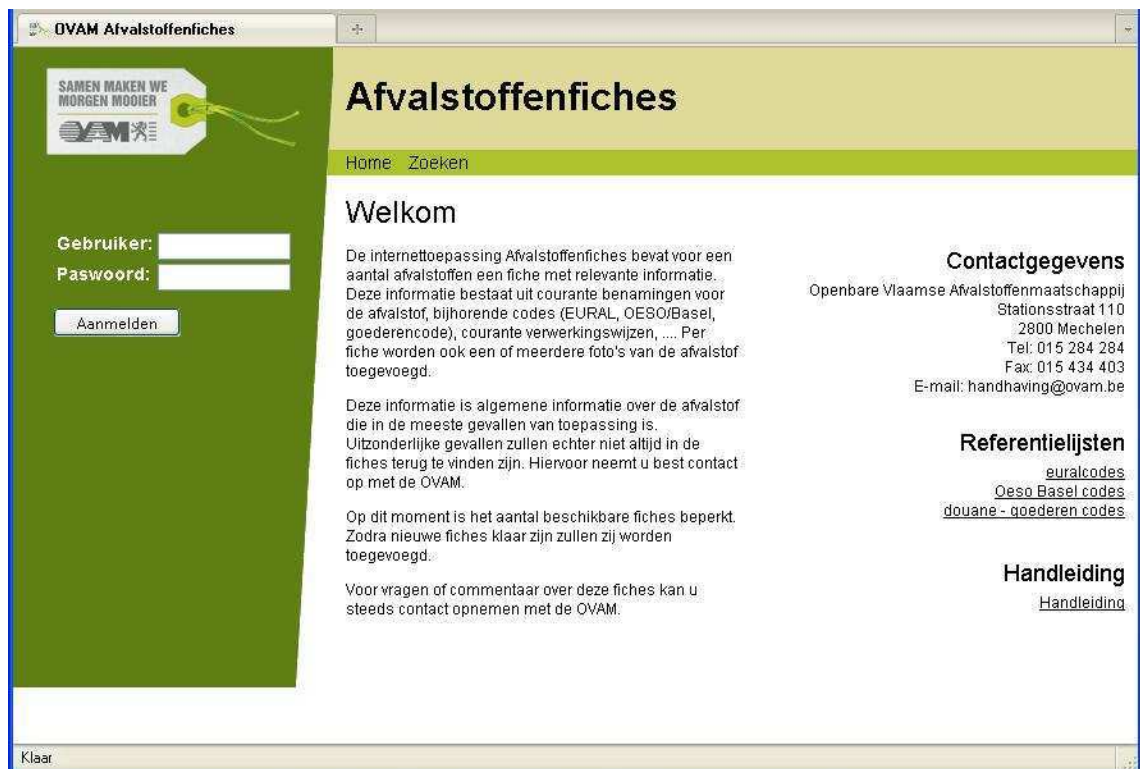 OVAM Afvalstoffenfiches
SAMEN MAKEN WE
MORGEN MOOIER
OVAM
Afvalstoffenfiches
Home Zoeken
Gebruiker:
Paswoord:
Aanmelden
Welkom
De internettoepassing Afvalstoffenfiches bevat voor een
aantal afvalstoffen een fiche met relevante informatie.
Deze informatie bestaat uit courante benamingen voor
de afvalstof, bijhorende codes (EURAL, OESO/Basel,
goederencode), courante verwerkingswijzen, .... Per
fiche worden ook een of meerdere foto's van de afvalstof
toegevoegd.
Deze informatie is algemene informatie over de afvalstof
die in de meeste gevallen van toepassing is.
Uitzonderlijke gevallen zullen echter niet altijd in de
fiches terug te vinden zijn. Hiervoor neemt u best contact
op met de OVAM.
Op dit moment is het aantal beschikbare fiches beperkt.
Zodra nieuwe fiches klaar zijn zullen zij worden
toegevoegd.
Voor vragen of commentaar over deze fiches kan u
steeds contact opnemen met de OVAM.
Contactgegevens
Openbare Vlaamse Afvalstoffenmaatschappij
Stationsstraat 110
2800 Mechelen
Tel: 015 284 284
Fax: 015 434 403
E-mail: handhaving@ovam.be
Referentielijsten
euralcodes
Oeso Basel codes
douane - goederen codes
Handleiding
Handleiding
Klaar